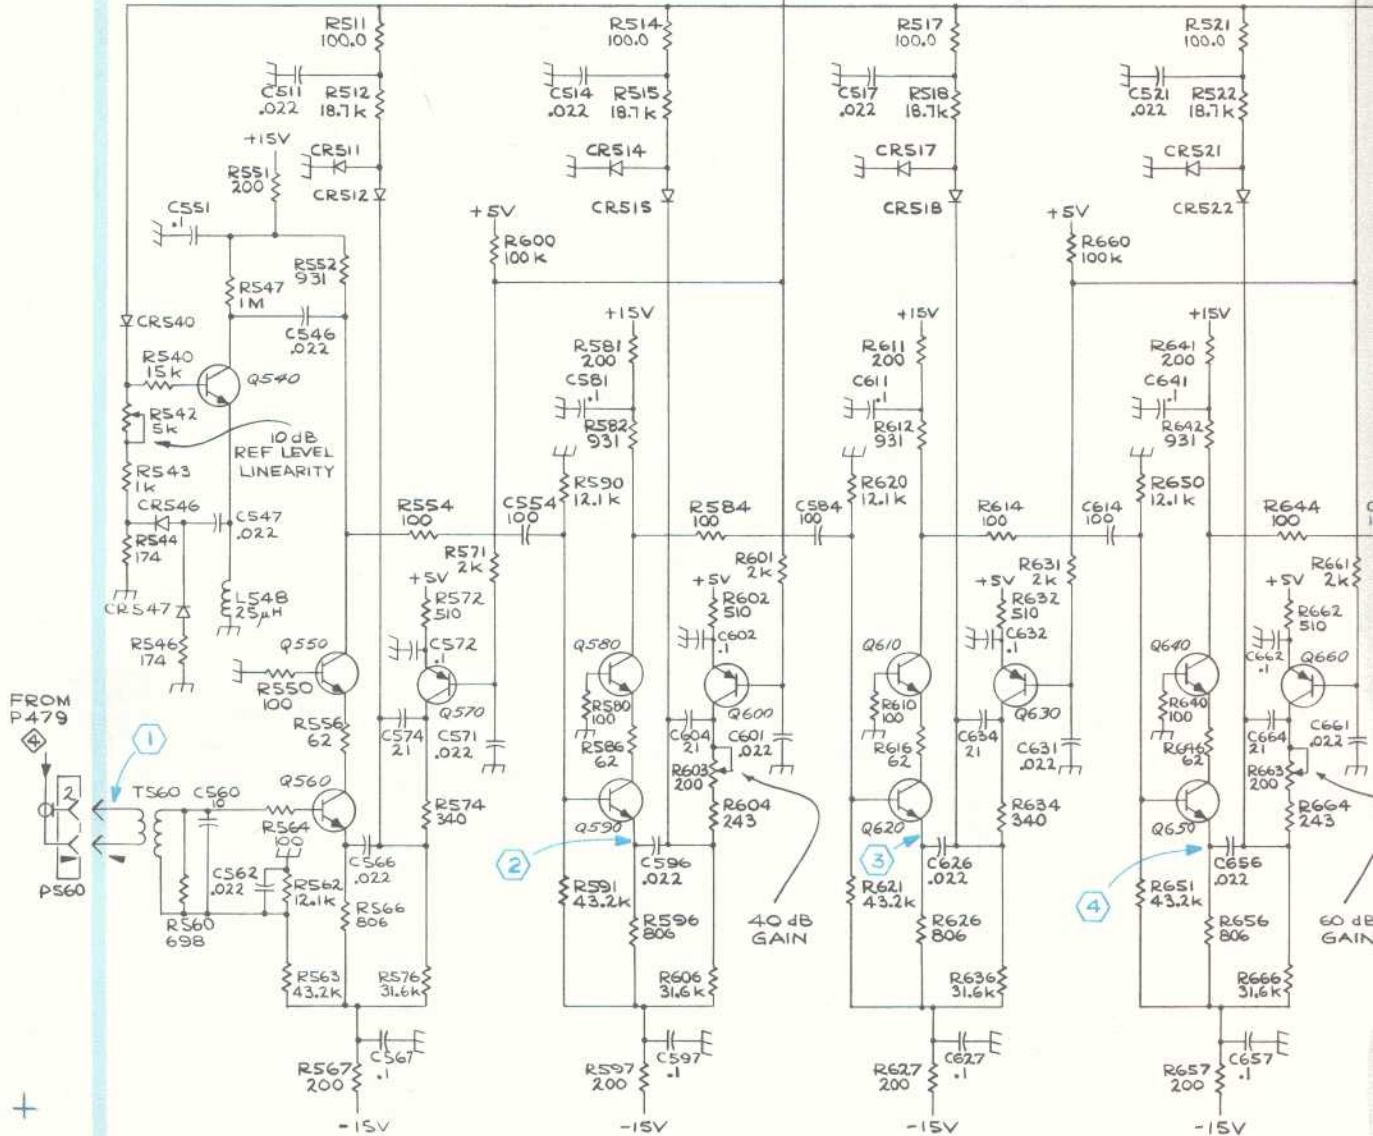 R511
100.0
R514
100.0
R517
100.0
R521
100.0
C511
.022
R512
18.7k
C514
.022
R515
18.7k
C517
.022
R518
18.7k
C521
.022
R522
18.7k
+15V
CR511
CR514
CR517
CR521
R551
200
CR512
CR515
CR518
CR522
C551
.1
+5V
+5V
R600
100k
R660
100k
R552
931
R547
1M
CR540
C546
.022
+15V
+15V
+15V
R540
15k
Q540
R581
200
R611
200
R641
200
C581
.1
C611
.1
C641
.1
R542
5k
10 dB
REF LEVEL
LINEARITY
R582
931
R612
931
R642
931
R543
1k
R590
12.1k
R620
12.1k
R650
12.1k
CR546
C547
.022
R554
100
C554
100
R584
100
C584
100
R614
100
C614
100
R644
100
R544
174
R571
2k
R601
2k
R631
2k
R661
2k
+5V
+5V
+5V
+5V
CR547
L548
25µH
R572
510
R602
510
R632
510
R662
510
R546
174
Q550
C572
.1
Q580
C602
.1
Q610
C632
.1
Q640
C662
.1
Q660
R550
100
Q570
R580
100
Q600
R610
100
Q630
R640
100
FROM
P479
4
1
R556
62
C574
21
C571
.022
R586
62
C604
21
C601
.022
R616
62
C634
21
C631
.022
R646
62
C664
21
C661
.022
2
T560
C560
10
Q560
R603
200
R663
200
R564
100
R574
340
Q590
R604
243
Q620
R634
340
Q650
R664
243
P560
C562
.022
R562
12.1k
C566
.022
2
C596
.022
3
C626
.022
4
C656
.022
R560
698
R566
806
R591
43.2k
R596
806
40 dB
GAIN
R621
43.2k
R626
806
R651
43.2k
R656
806
60 dB
GAIN
R563
43.2k
R576
31.6k
R606
31.6k
R636
31.6k
R666
31.6k
R567
200
C567
.1
R597
200
C597
.1
R627
200
C627
.1
R657
200
C657
.1
-15V
-15V
-15V
-15V